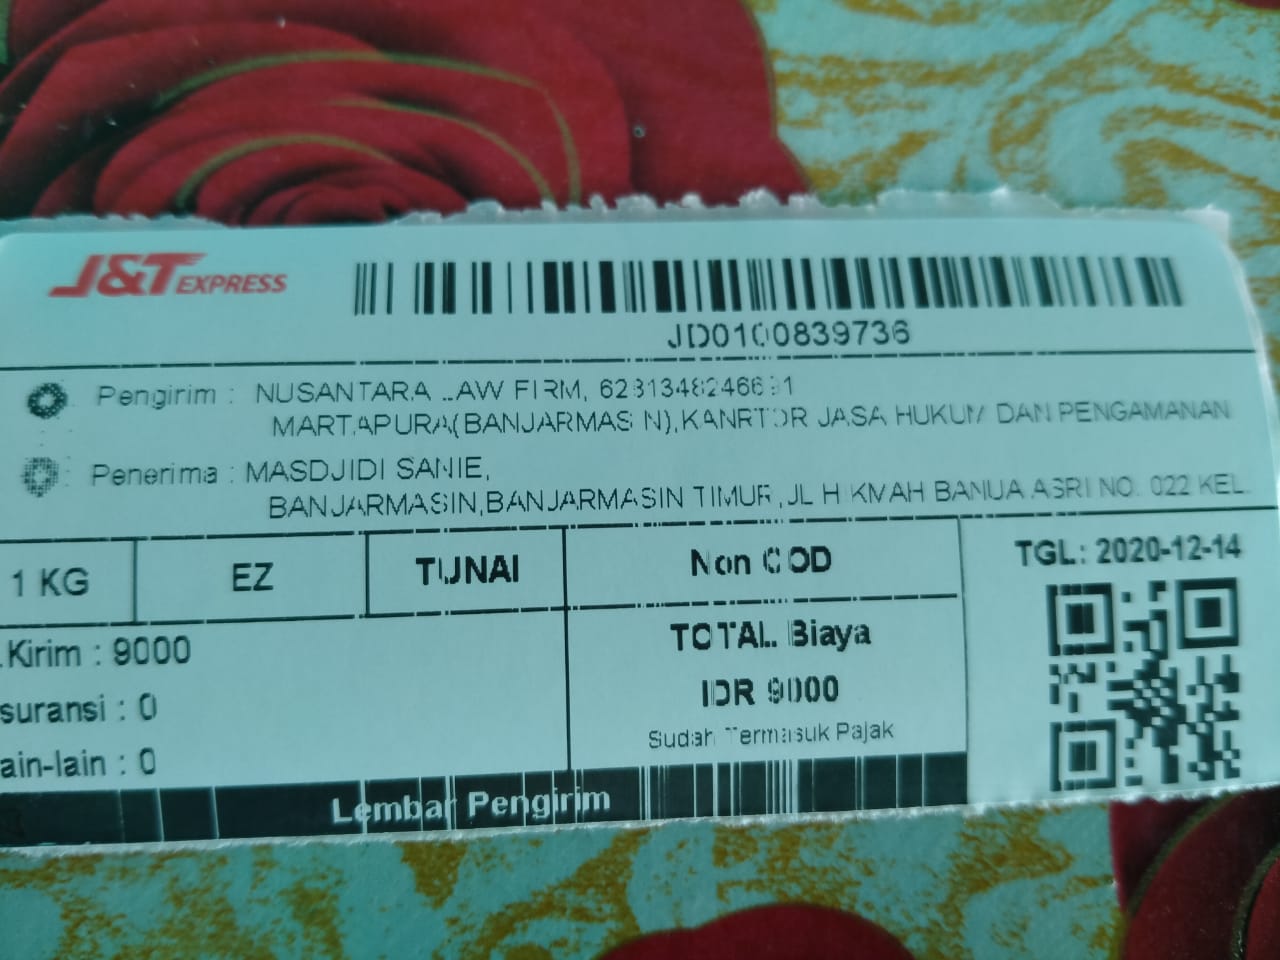 J&T EXPRESS
JD0100839736
Pengirim : NUSANTARA LAW FIRM,
MARTAPURA(BANJARMASIN),KANRTOR JASA HUKUM DAN PENGAMANAN
Penerima : MASDJIDI SANIE,
BANJARMASIN,BANJARMASIN TIMUR,JL HIKMAH BANUA ASRI NO. 022 KEL.
1 KG EZ TUNAI Non COD TGL: 2020-12-14
.Kirim : 9000
TOTAL Biaya
IDR 9000
suransi : 0
Sudah Termasuk Pajak
ain-lain : 0
Lembar Pengirim